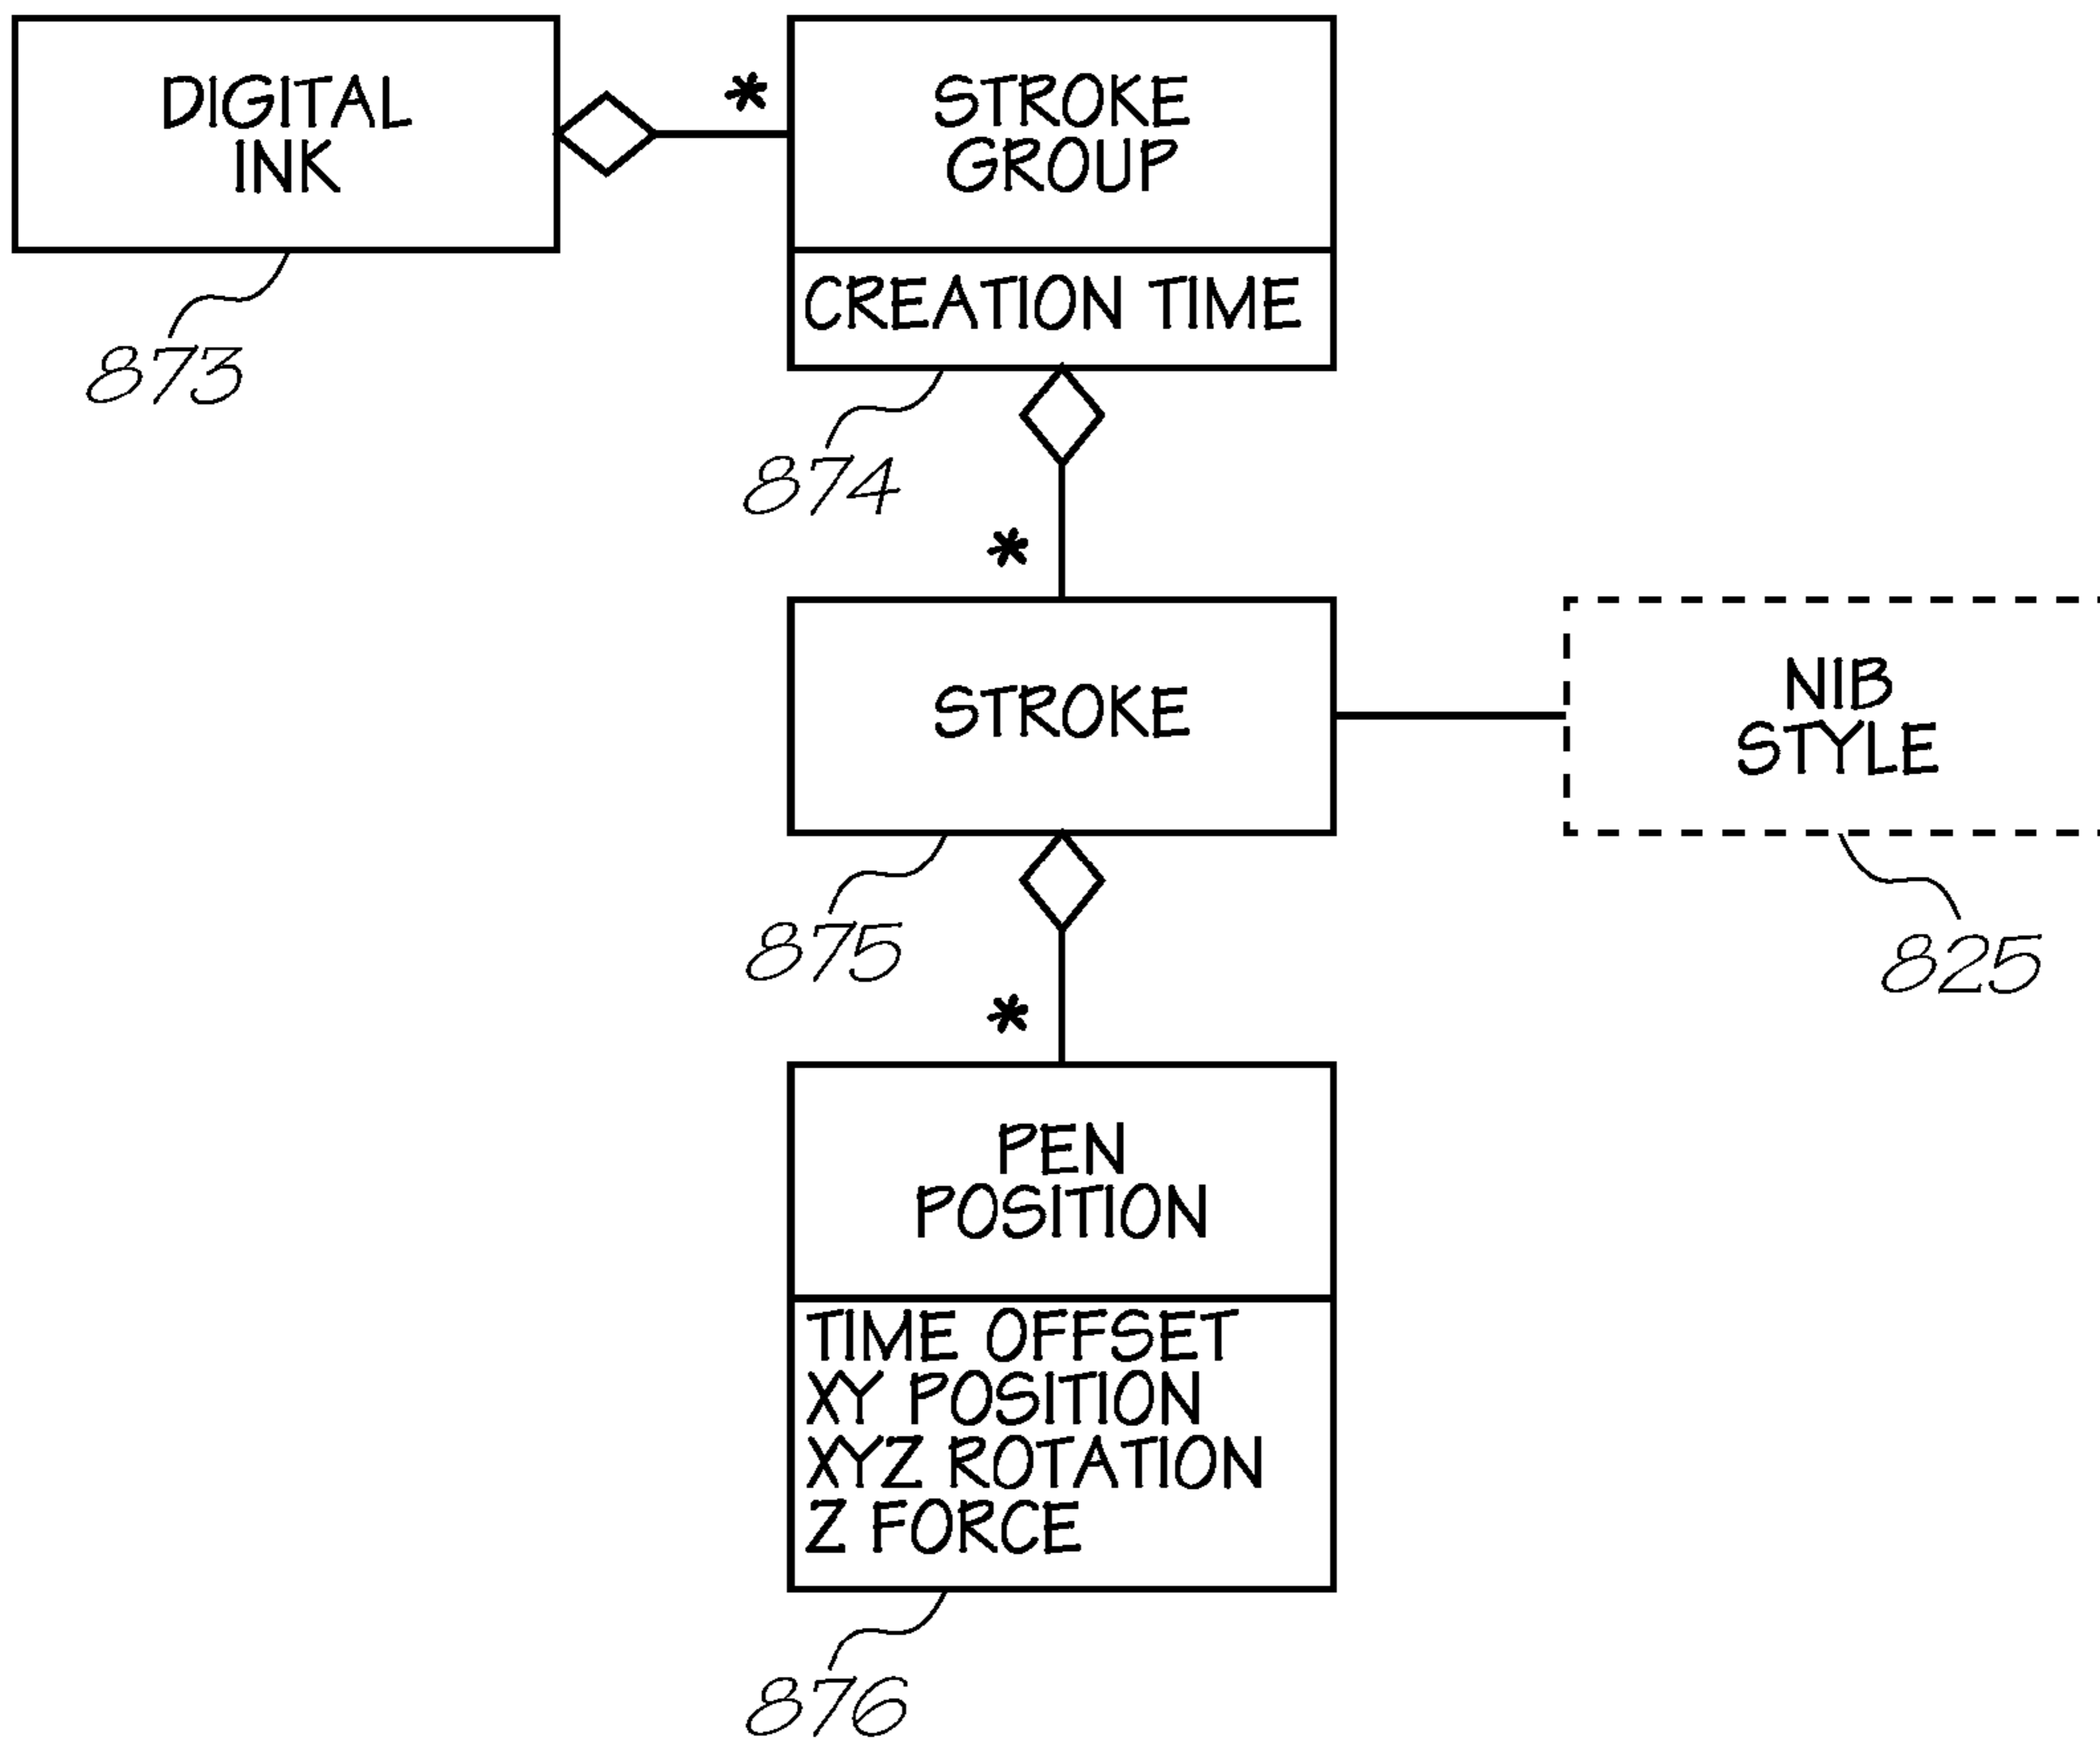 DIGITAL
INK
*
STROKE
GROUP
CREATION TIME
873
874
*
STROKE
NIB
STYLE
875
825
*
PEN
POSITION
TIME OFFSET
XY POSITION
XYZ ROTATION
Z FORCE
876